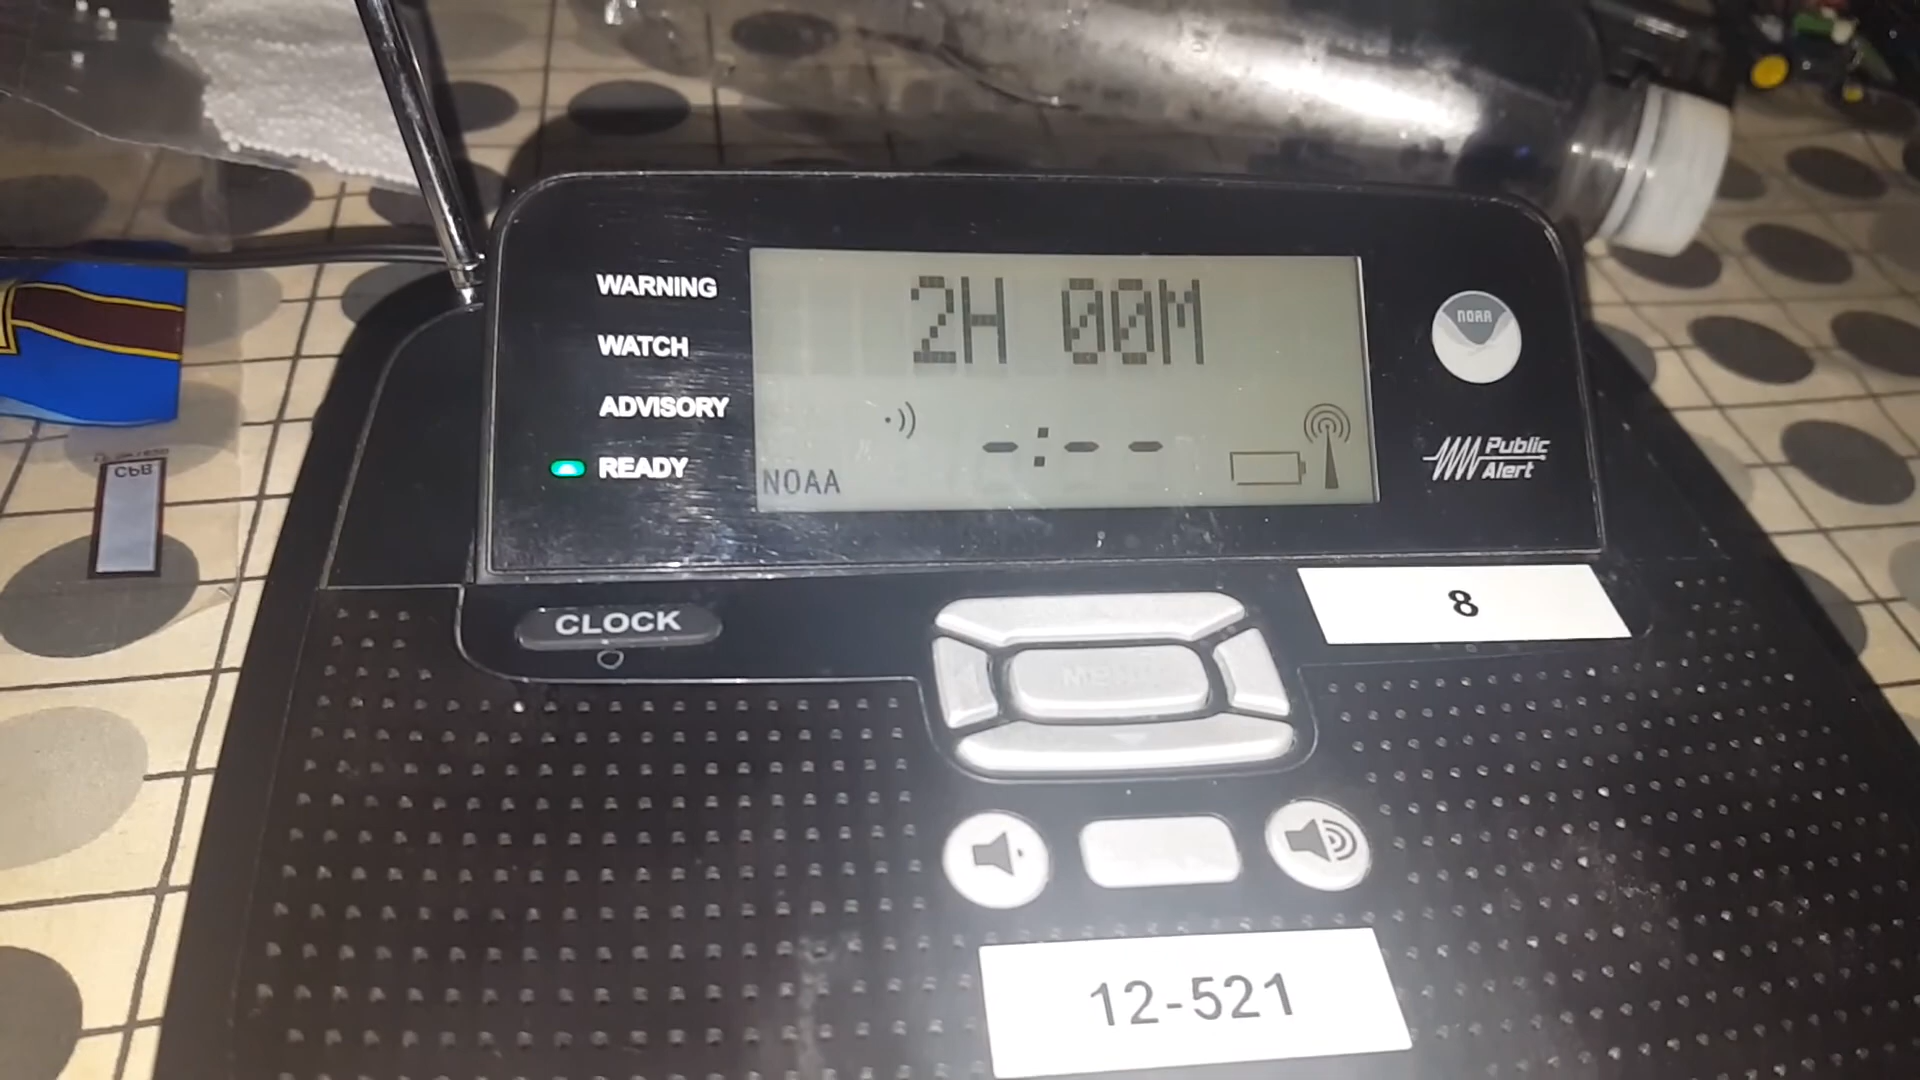 WARNING
WATCH
ADVISORY
READY
2H 00M
-:--
NOAA
NOAA
Public
Alert
CLOCK
8
12-521